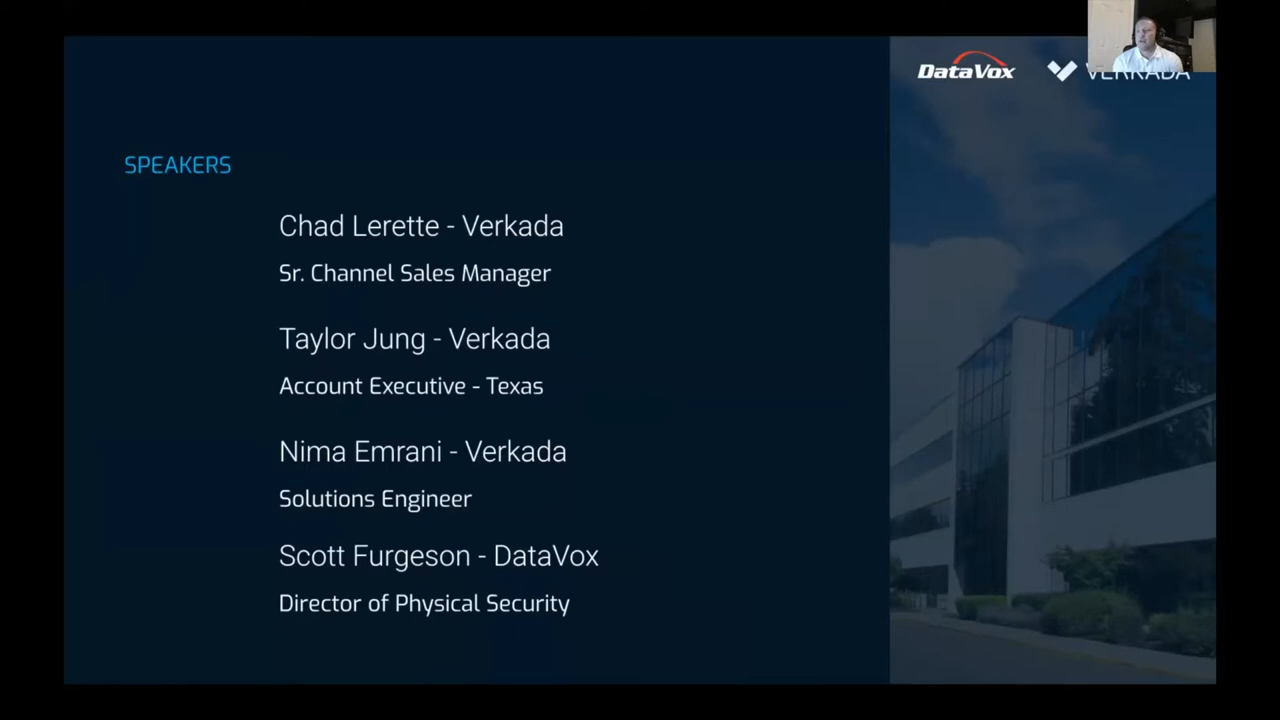 DataVox
VERKADA
SPEAKERS
Chad Lerette - Verkada
Sr. Channel Sales Manager
Taylor Jung - Verkada
Account Executive - Texas
Nima Emrani - Verkada
Solutions Engineer
Scott Furgeson - DataVox
Director of Physical Security